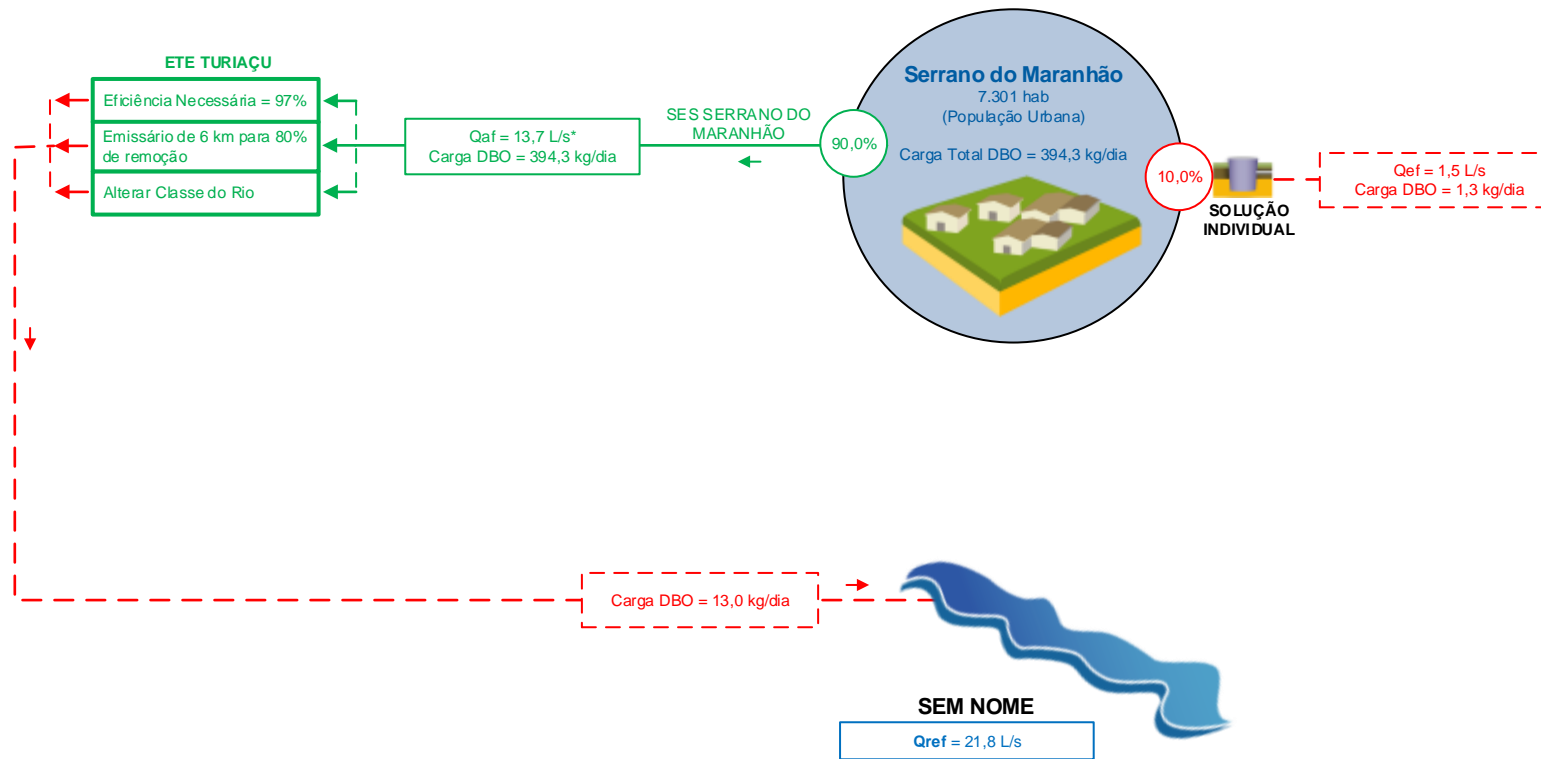 ETE TURIAÇU
Eficiência Necessária = 97%
Emissário de 6 km para 80%
de remoção
Alterar Classe do Rio
Qaf = 13,7 L/s*
Carga DBO = 394,3 kg/dia
SES SERRANO DO
MARANHÃO
90,0%
Serrano do Maranhão
7.301 hab
(População Urbana)
Carga Total DBO = 394,3 kg/dia
10,0%
SOLUÇÃO
INDIVIDUAL
Qef = 1,5 L/s
Carga DBO = 1,3 kg/dia
Carga DBO = 13,0 kg/dia
SEM NOME
Qref = 21,8 L/s